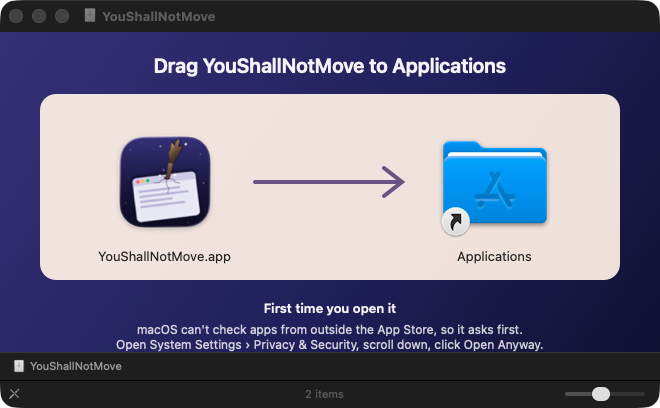 YouShallNotMove
Drag YouShallNotMove to Applications
YouShallNotMove.app
Applications
First time you open it
macOS can't check apps from outside the App Store, so it asks first.
Open System Settings › Privacy & Security, scroll down, click Open Anyway.
YouShallNotMove
2 items